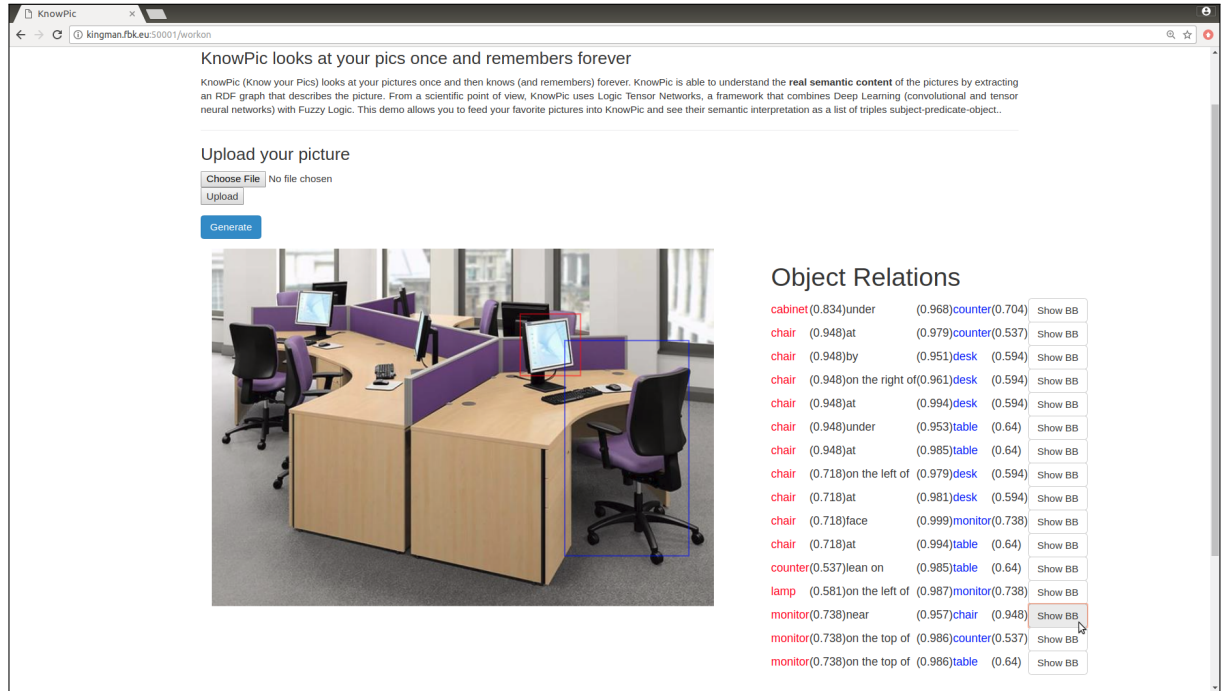 KnowPic
kingman.fbk.eu:50001/workon
KnowPic looks at your pics once and remembers forever
KnowPic (Know your Pics) looks at your pictures once and then knows (and remembers) forever. KnowPic is able to understand the real semantic content of the pictures by extracting
an RDF graph that describes the picture. From a scientific point of view, KnowPic uses Logic Tensor Networks, a framework that combines Deep Learning (convolutional and tensor
neural networks) with Fuzzy Logic. This demo allows you to feed your favorite pictures into KnowPic and see their semantic interpretation as a list of triples subject-predicate-object..
Upload your picture
Choose File No file chosen
Upload
Generate
Object Relations
cabinet(0.834)under (0.968)counter(0.704) Show BB
chair (0.948)at (0.979)counter(0.537) Show BB
chair (0.948)by (0.951)desk (0.594) Show BB
chair (0.948)on the right of(0.961)desk (0.594) Show BB
chair (0.948)at (0.994)desk (0.594) Show BB
chair (0.948)under (0.953)table (0.64) Show BB
chair (0.948)at (0.985)table (0.64) Show BB
chair (0.718)on the left of (0.979)desk (0.594) Show BB
chair (0.718)at (0.981)desk (0.594) Show BB
chair (0.718)face (0.999)monitor(0.738) Show BB
chair (0.718)at (0.994)table (0.64) Show BB
counter(0.537)lean on (0.985)table (0.64) Show BB
lamp (0.581)on the left of (0.987)monitor(0.738) Show BB
monitor(0.738)near (0.957)chair (0.948) Show BB
monitor(0.738)on the top of (0.986)counter(0.537) Show BB
monitor(0.738)on the top of (0.986)table (0.64) Show BB